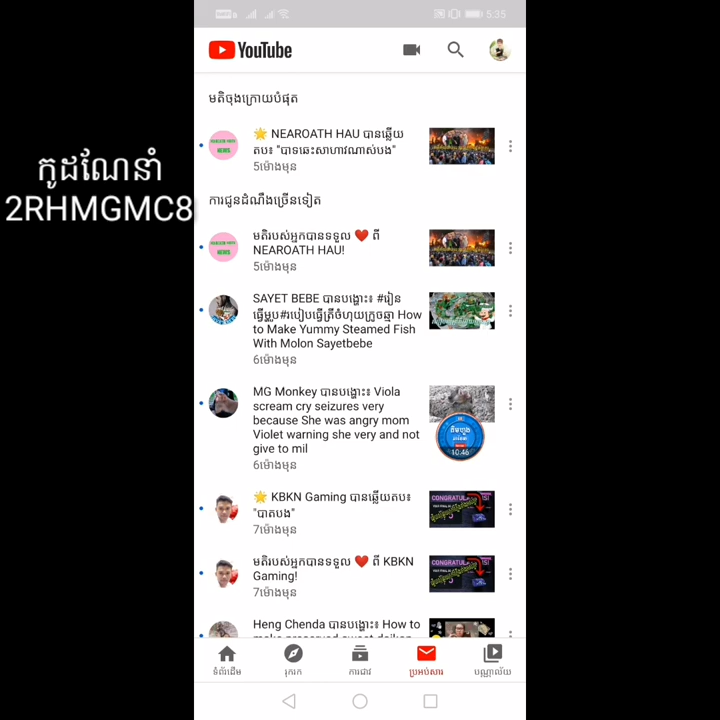 5:35
YouTube
មតិចុងក្រោយបំផុត
🌟 NEAROATH HAU បានឆ្លើយ
តប៖ "បាទឆេះសាហាវណាស់បង"
5ម៉ោងមុន
កូដណែនាំ
2RHMGMC8
ការជូនដំណឹងច្រើនទៀត
មតិរបស់អ្នកបានទទួល ❤️ ពី
NEAROATH HAU!
5ម៉ោងមុន
SAYET BEBE បានបង្ហោះ៖ #រៀន
ធ្វើម្ហូប#របៀបធ្វើត្រីចំហុយក្រូចឆ្មា How
to Make Yummy Steamed Fish
With Molon Sayetbebe
6ម៉ោងមុន
MG Monkey បានបង្ហោះ៖ Viola
scream cry seizures very
because She was angry mom
Violet warning she very and not
give to mil
6ម៉ោងមុន
10:46
🌟 KBKN Gaming បានឆ្លើយតប៖
"បាតបង"
7ម៉ោងមុន
CONGRATUL
មតិរបស់អ្នកបានទទួល ❤️ ពី KBKN
Gaming!
7ម៉ោងមុន
CONGRATUL
Heng Chenda បានបង្ហោះ៖ How to
ទំព័រដើម
រុករក
ការជាវ
ប្រអប់សារ
បណ្ណាល័យ